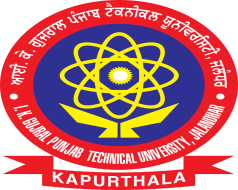 ਆਈ. ਕੇ. ਗੁਜਰਾਲ ਪੰਜਾਬ ਟੈਕਨੀਕਲ ਯੂਨੀਵਰਸਿਟੀ, ਜਲੰਧਰ
I. K. GUJRAL PUNJAB TECHNICAL UNIVERSITY, JALANDHAR
KAPURTHALA